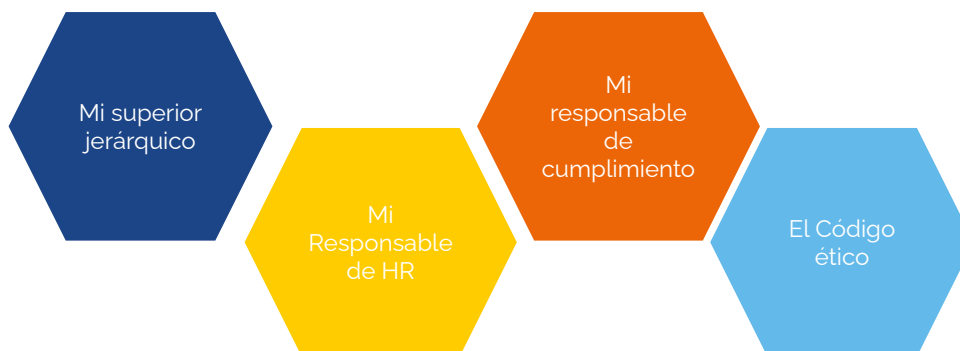 Mi superior
jerárquico
Mi
Responsable
de HR
Mi
responsable
de
cumplimiento
El Código
ético